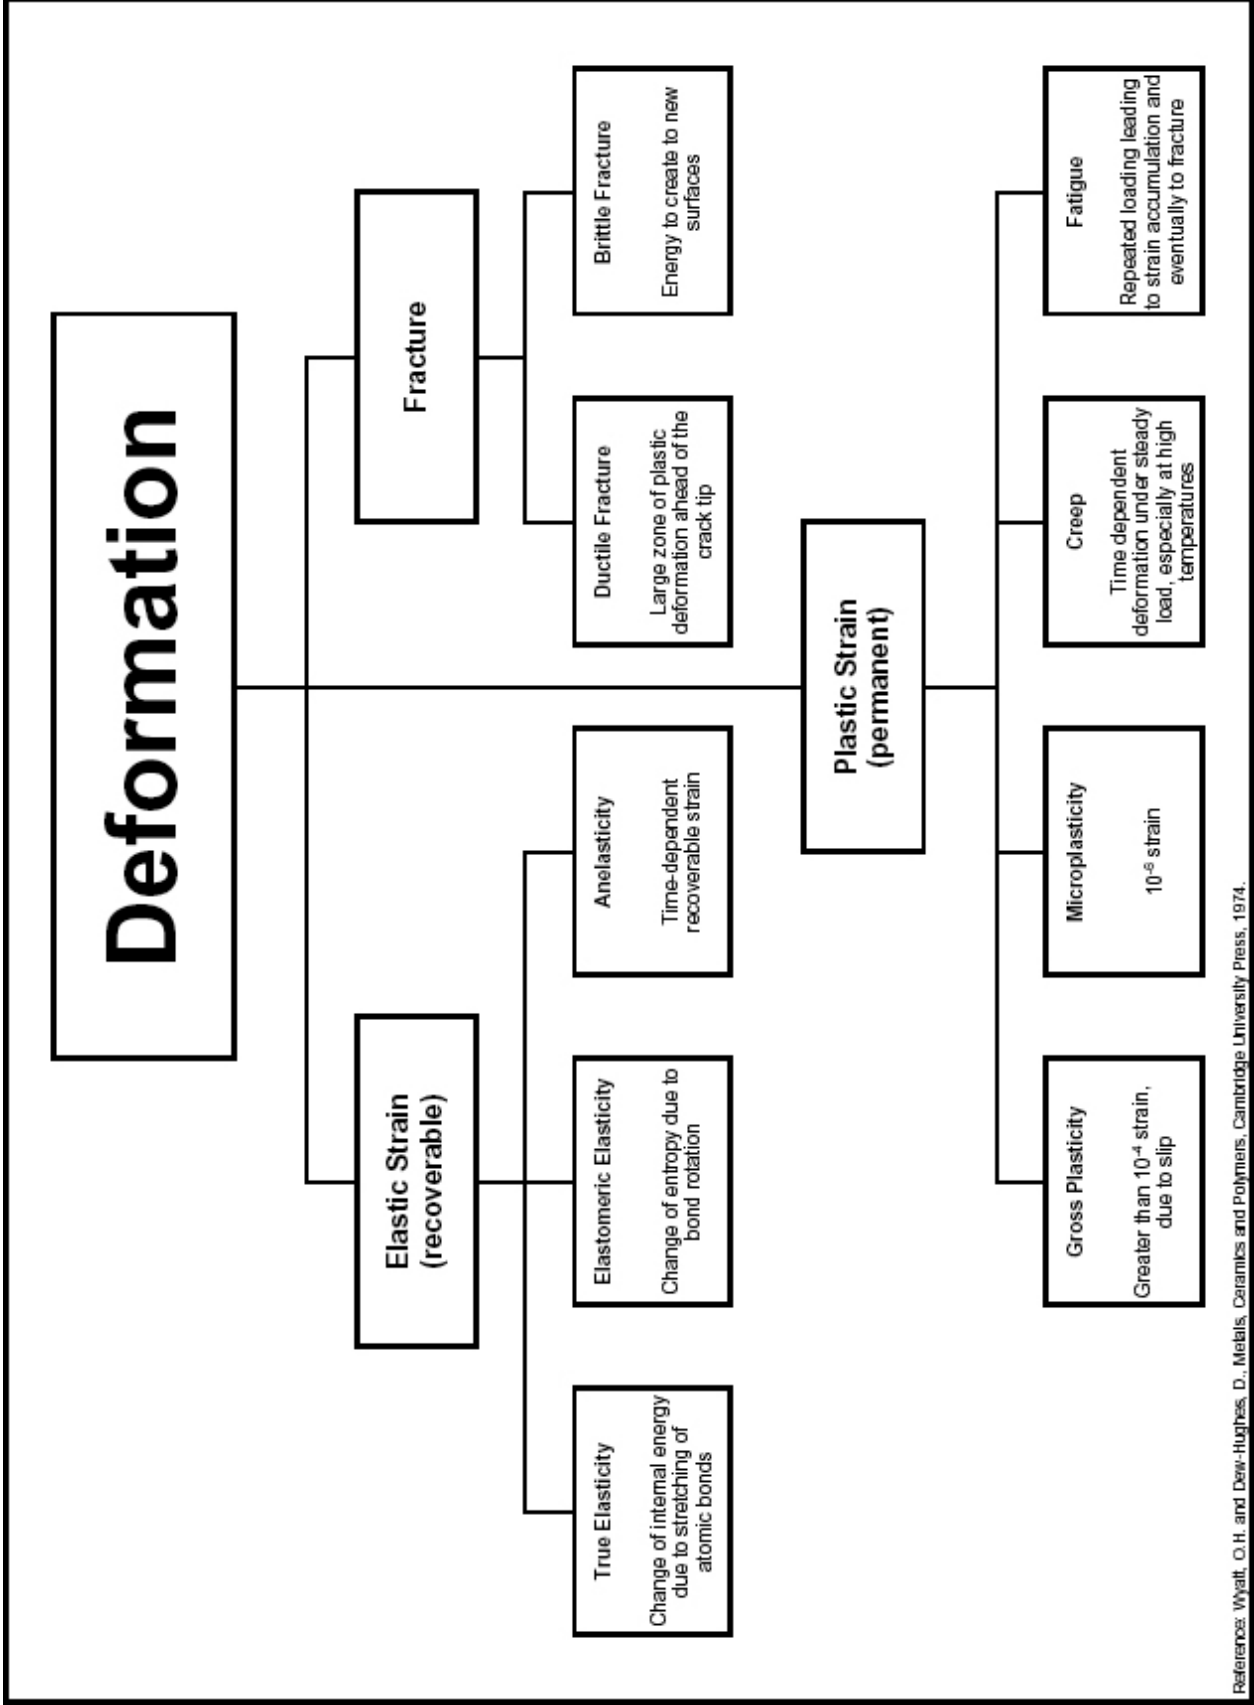 Deformation
Elastic Strain
(recoverable)
Fracture
True Elasticity
Change of internal energy
due to stretching of
atomic bonds
Elastomeric Elasticity
Change of entropy due to
bond rotation
Anelasticity
Time-dependent
recoverable strain
Ductile Fracture
Large zone of plastic
deformation ahead of the
crack tip
Brittle Fracture
Energy to create to new
surfaces
Plastic Strain
(permanent)
Gross Plasticity
Greater than 10⁻⁴ strain,
due to slip
Microplasticity
10⁻⁶ strain
Creep
Time dependent
deformation under steady
load, especially at high
temperatures
Fatigue
Repeated loading leading
to strain accumulation and
eventually to fracture
Reference: Wyatt, O.H. and Dew-Hughes, D., Metals, Ceramics and Polymers, Cambridge University Press, 1974.